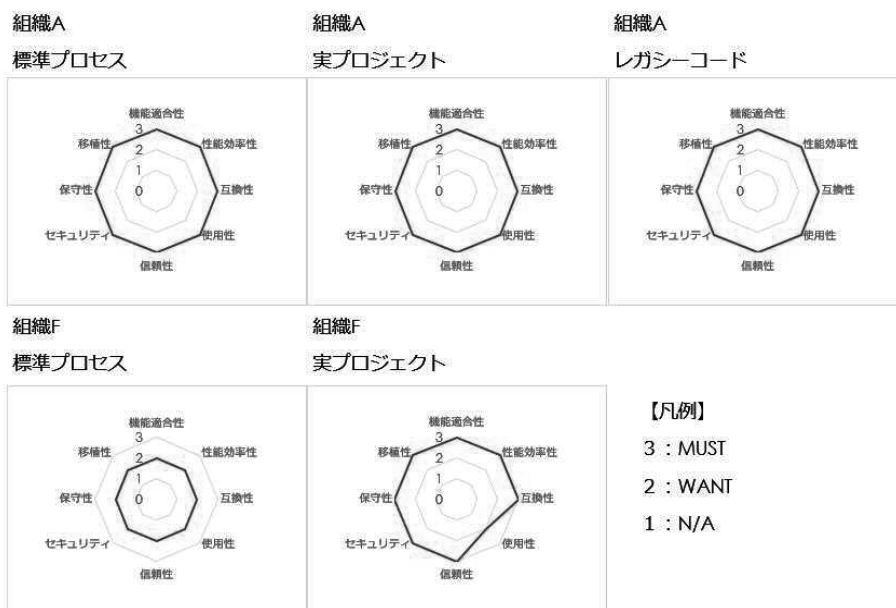 組織A
標準プロセス
機能適合性
性能効率性
互換性
使用性
信頼性
セキュリティ
保守性
移植性
3
2
1
0
組織A
実プロジェクト
機能適合性
性能効率性
互換性
使用性
信頼性
セキュリティ
保守性
移植性
3
2
1
0
組織A
レガシーコード
機能適合性
性能効率性
互換性
使用性
信頼性
セキュリティ
保守性
移植性
3
2
1
0
組織F
標準プロセス
機能適合性
性能効率性
互換性
使用性
信頼性
セキュリティ
保守性
移植性
3
2
1
0
組織F
実プロジェクト
機能適合性
性能効率性
互換性
使用性
信頼性
セキュリティ
保守性
移植性
3
2
1
0
【凡例】
3：MUST
2：WANT
1：N/A